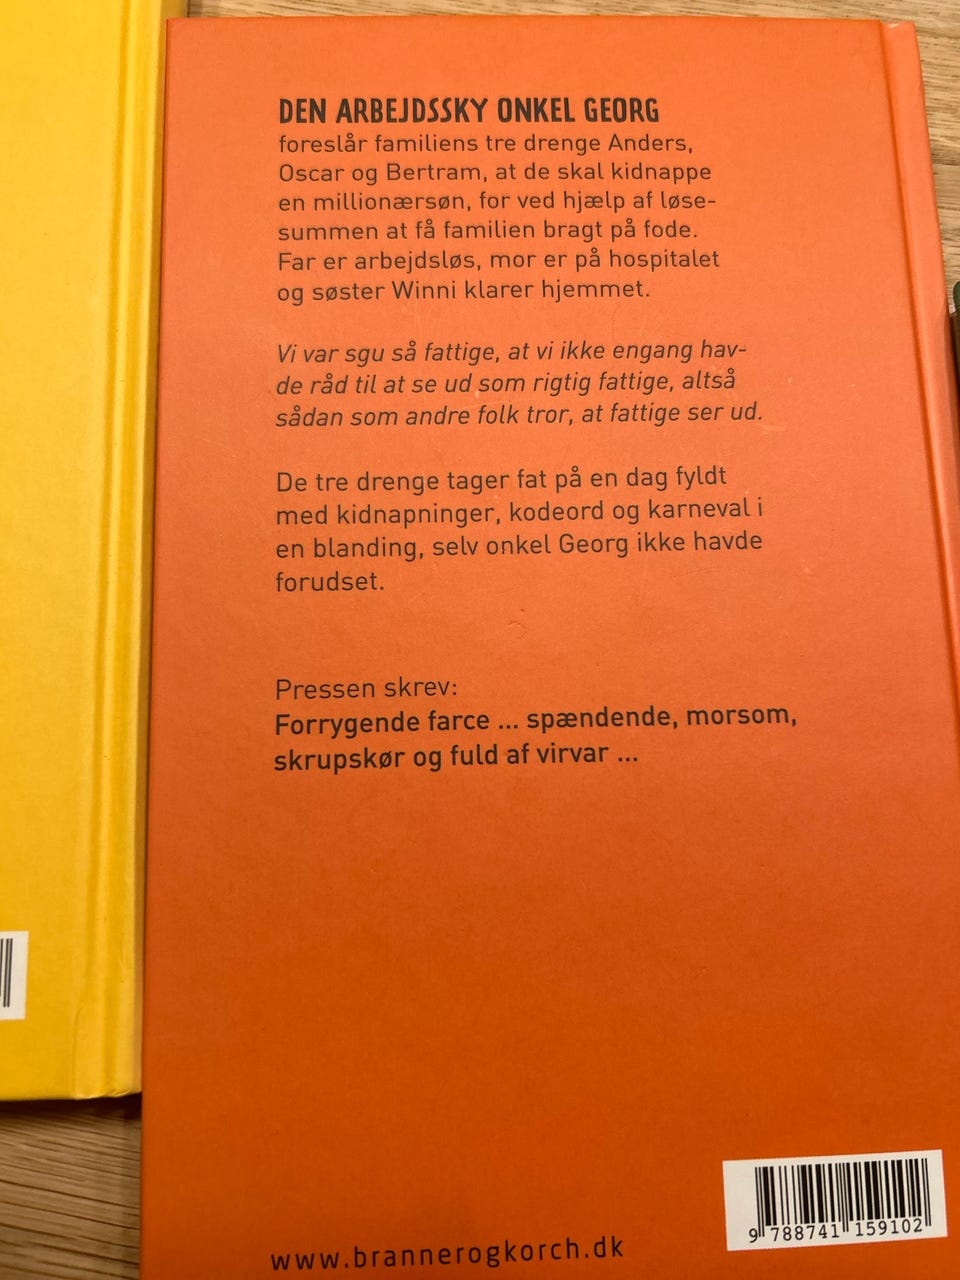 DEN ARBEJDSSKY ONKEL GEORG
foreslår familiens tre drenge Anders,
Oscar og Bertram, at de skal kidnappe
en millionærsøn, for ved hjælp af løse-
summen at få familien bragt på fode.
Far er arbejdsløs, mor er på hospitalet
og søster Winni klarer hjemmet.
Vi var sgu så fattige, at vi ikke engang hav-
de råd til at se ud som rigtig fattige, altså
sådan som andre folk tror, at fattige ser ud.
De tre drenge tager fat på en dag fyldt
med kidnapninger, kodeord og karneval i
en blanding, selv onkel Georg ikke havde
forudset.
Pressen skrev:
Forrygende farce ... spændende, morsom,
skrupskør og fuld af virvar ...
www.brannerogkorch.dk
9 788741 159102